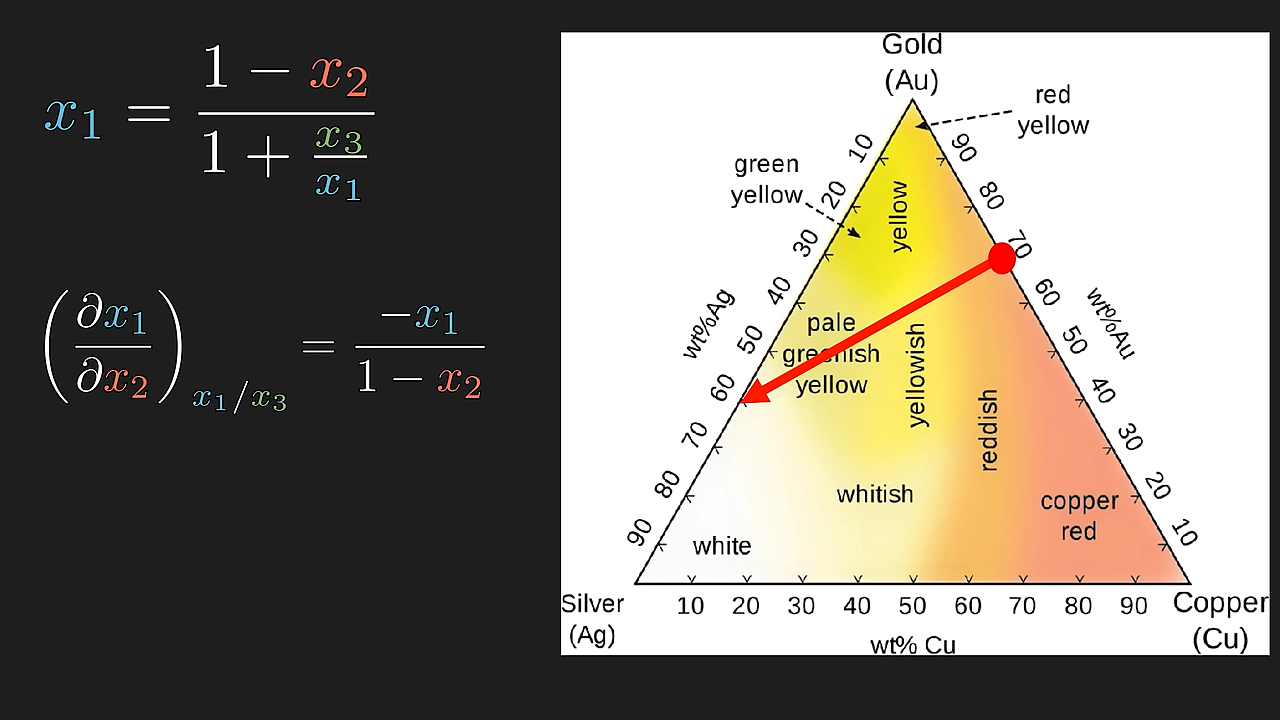 x₁ = (1 − x₂)/(1 + x₃/x₁)
(∂x₁/∂x₂)_{x₁/x₃} = −x₁/(1 − x₂)
Gold
(Au)
red
yellow
green
yellow
yellow
pale
greenish
yellow
yellowish
reddish
whitish
copper
red
white
10
20
30
40
50
60
70
80
90
wt%Ag
90
80
70
60
50
40
30
20
10
wt%Au
Silver
(Ag)
10 20 30 40 50 60 70 80 90
wt% Cu
Copper
(Cu)